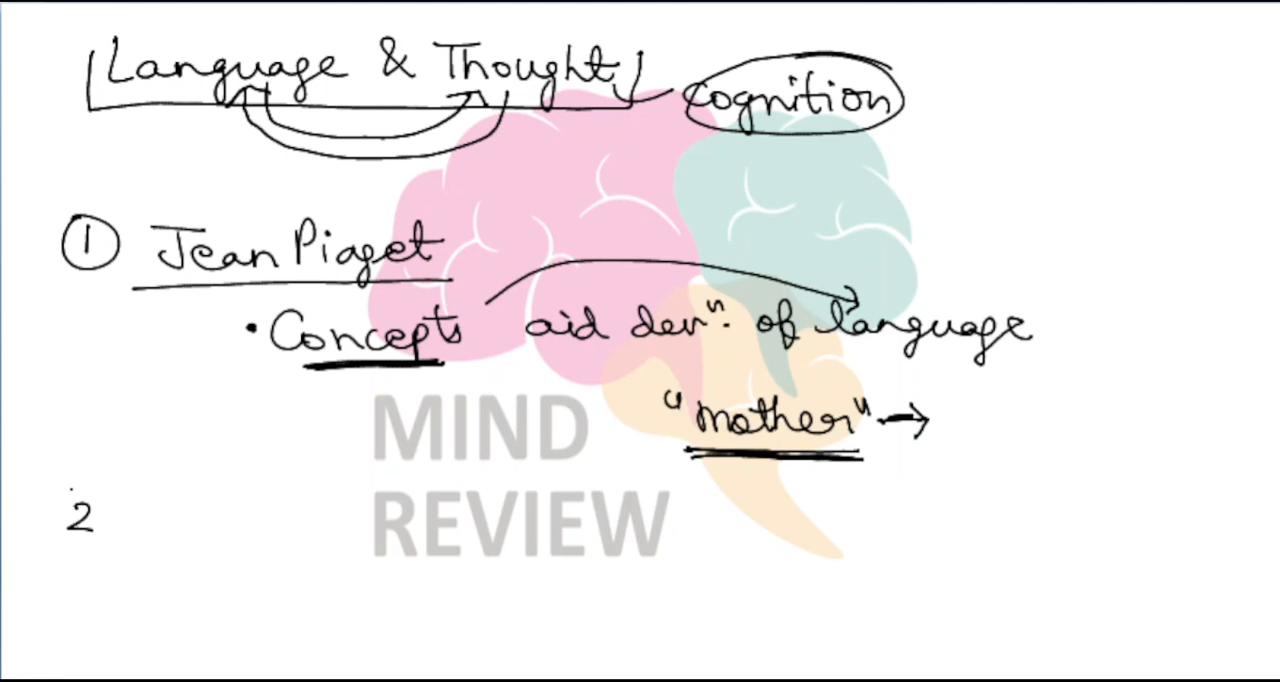 Language & Thought cognition
① Jean Piaget
• Concepts aid devn. of language
"mother" →
MIND
REVIEW
2